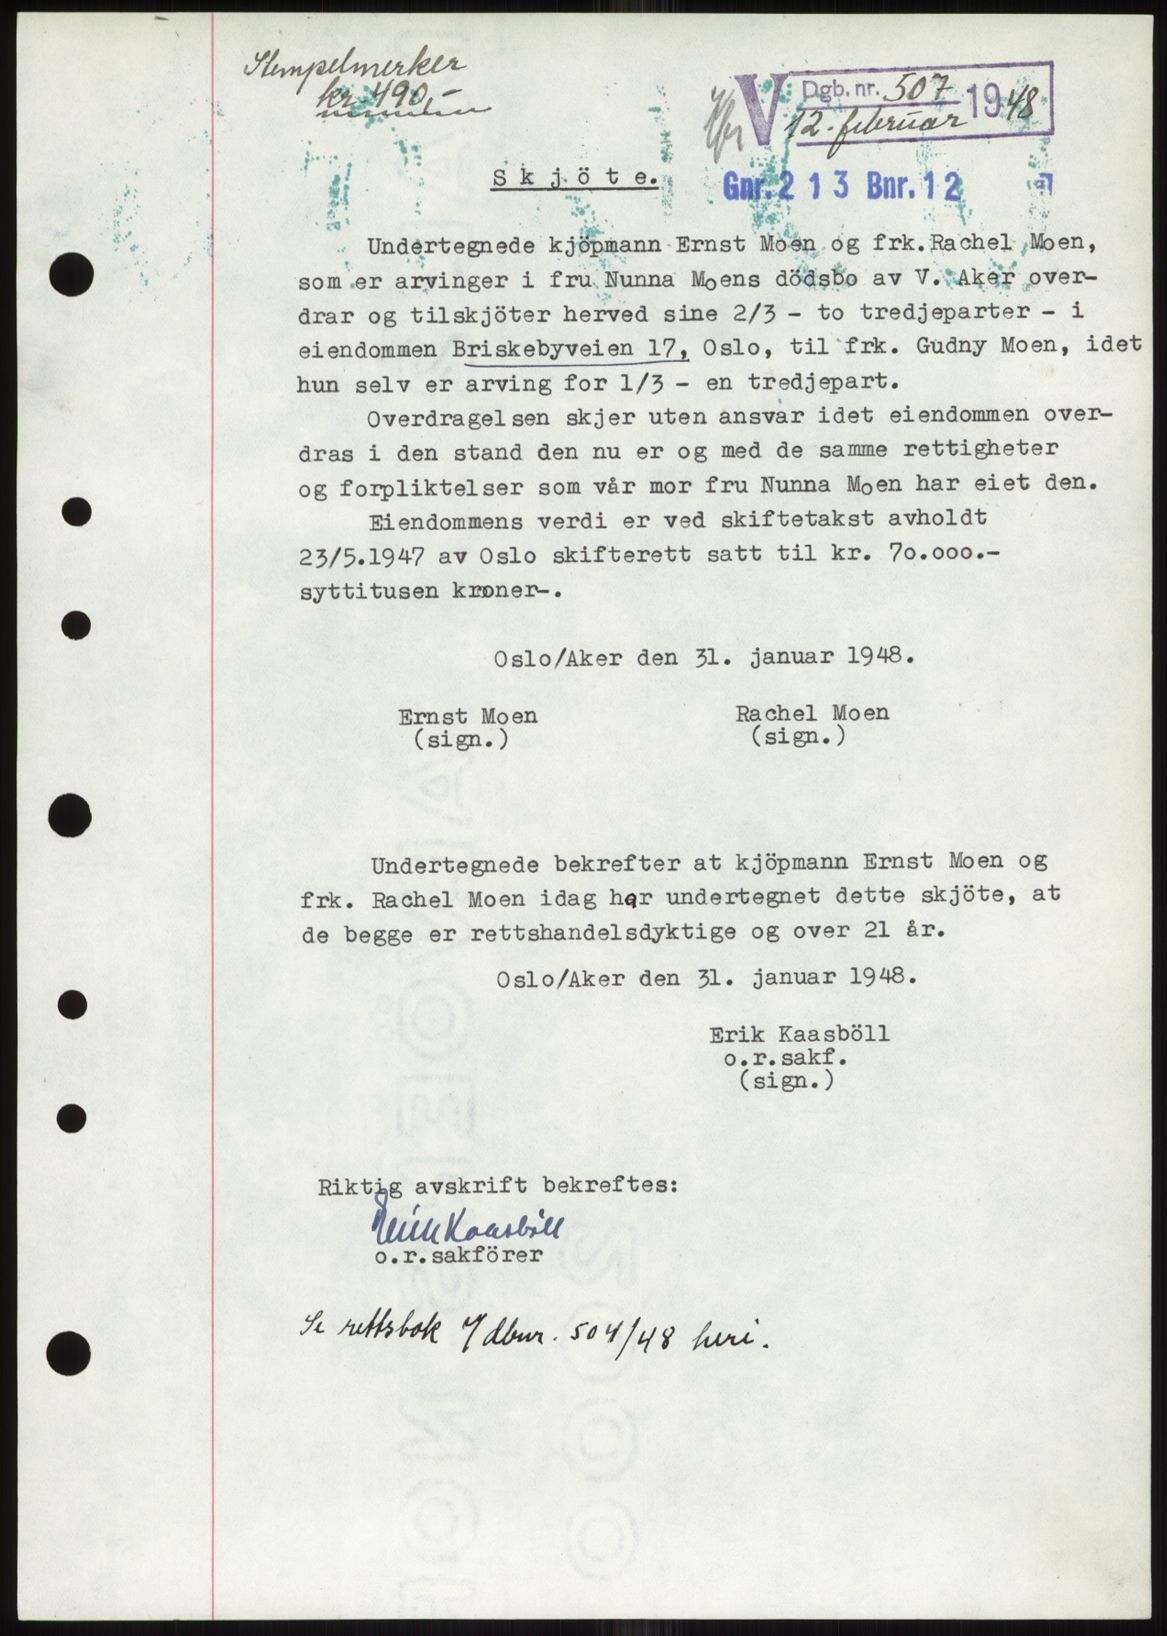 Stempelmerker
kr. 490.-
V Dgb. nr. 507 1948
12. februar
Gnr. 213 Bnr. 12
Skjöte.
Undertegnede kjöpmann Ernst Moen og frk. Rachel Moen,
som er arvinger i fru Nunna Moens dödsbo av V. Aker over-
drar og tilskjöter herved sine 2/3 - to tredjeparter - i
eiendommen Briskebyveien 17, Oslo, til frk. Gudny Moen, idet
hun selv er arving for 1/3 - en tredjepart.
Overdragelsen skjer uten ansvar idet eiendommen over-
dras i den stand den nu er og med de samme rettigheter
og forpliktelser som vår mor fru Nunna Moen har eiet den.
Eiendommens verdi er ved skiftetakst avholdt
23/5.1947 av Oslo skifterett satt til kr. 70.000.-
syttitusen kroner-.
Oslo/Aker den 31. januar 1948.
Ernst Moen Rachel Moen
(sign.) (sign.)
Undertegnede bekrefter at kjöpmann Ernst Moen og
frk. Rachel Moen idag har undertegnet dette skjöte, at
de begge er rettshandelsdyktige og over 21 år.
Oslo/Aker den 31. januar 1948.
Erik Kaasböll
o.r.sakf.
(sign.)
Riktig avskrift bekreftes:
Erik Kaasböll
o.r.sakförer
Se rettsbok % dbnr. 504/48 heri.